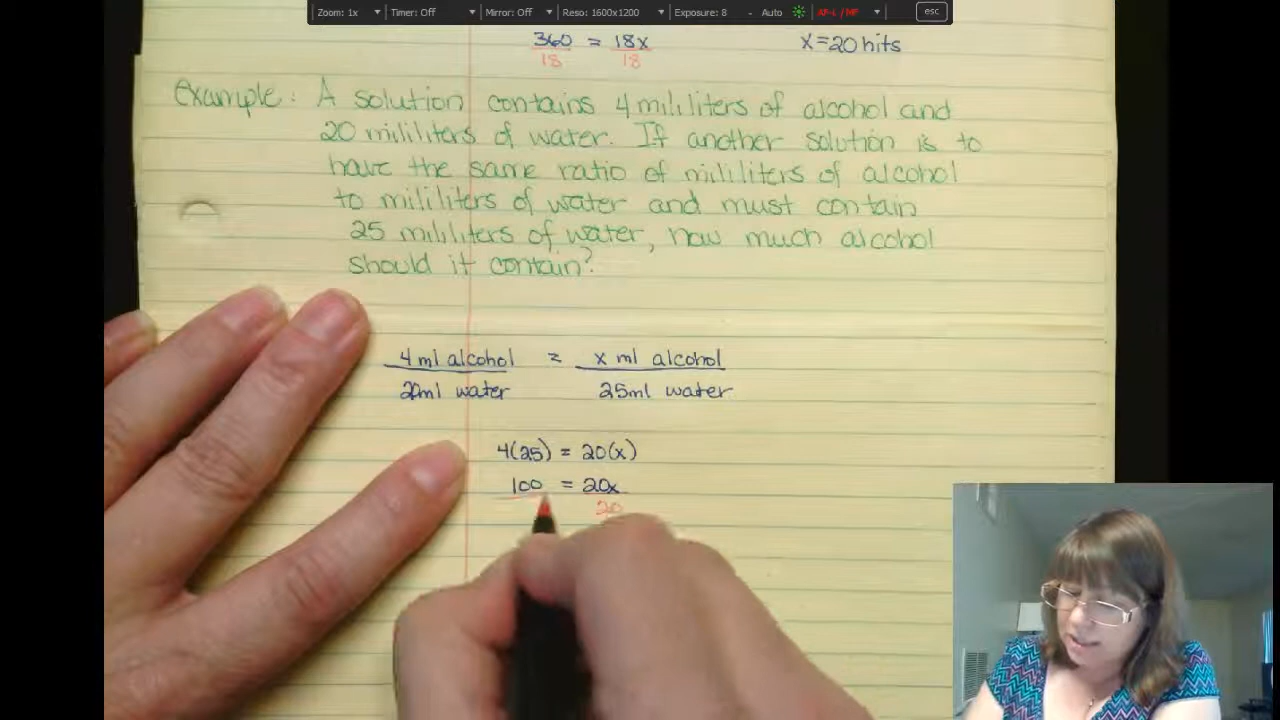 Zoom: 1x Timer: Off Mirror: Off Reso: 1600x1200 Exposure: 8 - Auto AF-L / MF esc
360 = 18x x=20 hits
18 18
Example: A solution contains 4 mililiters of alcohol and
20 mililiters of water. If another solution is to
have the same ratio of mililiters of alcohol
to mililiters of water and must contain
25 mililiters of water, how much alcohol
should it contain?
4 ml alcohol = x ml alcohol
20ml water 25ml water
4(25) = 20(x)
100 = 20x
20